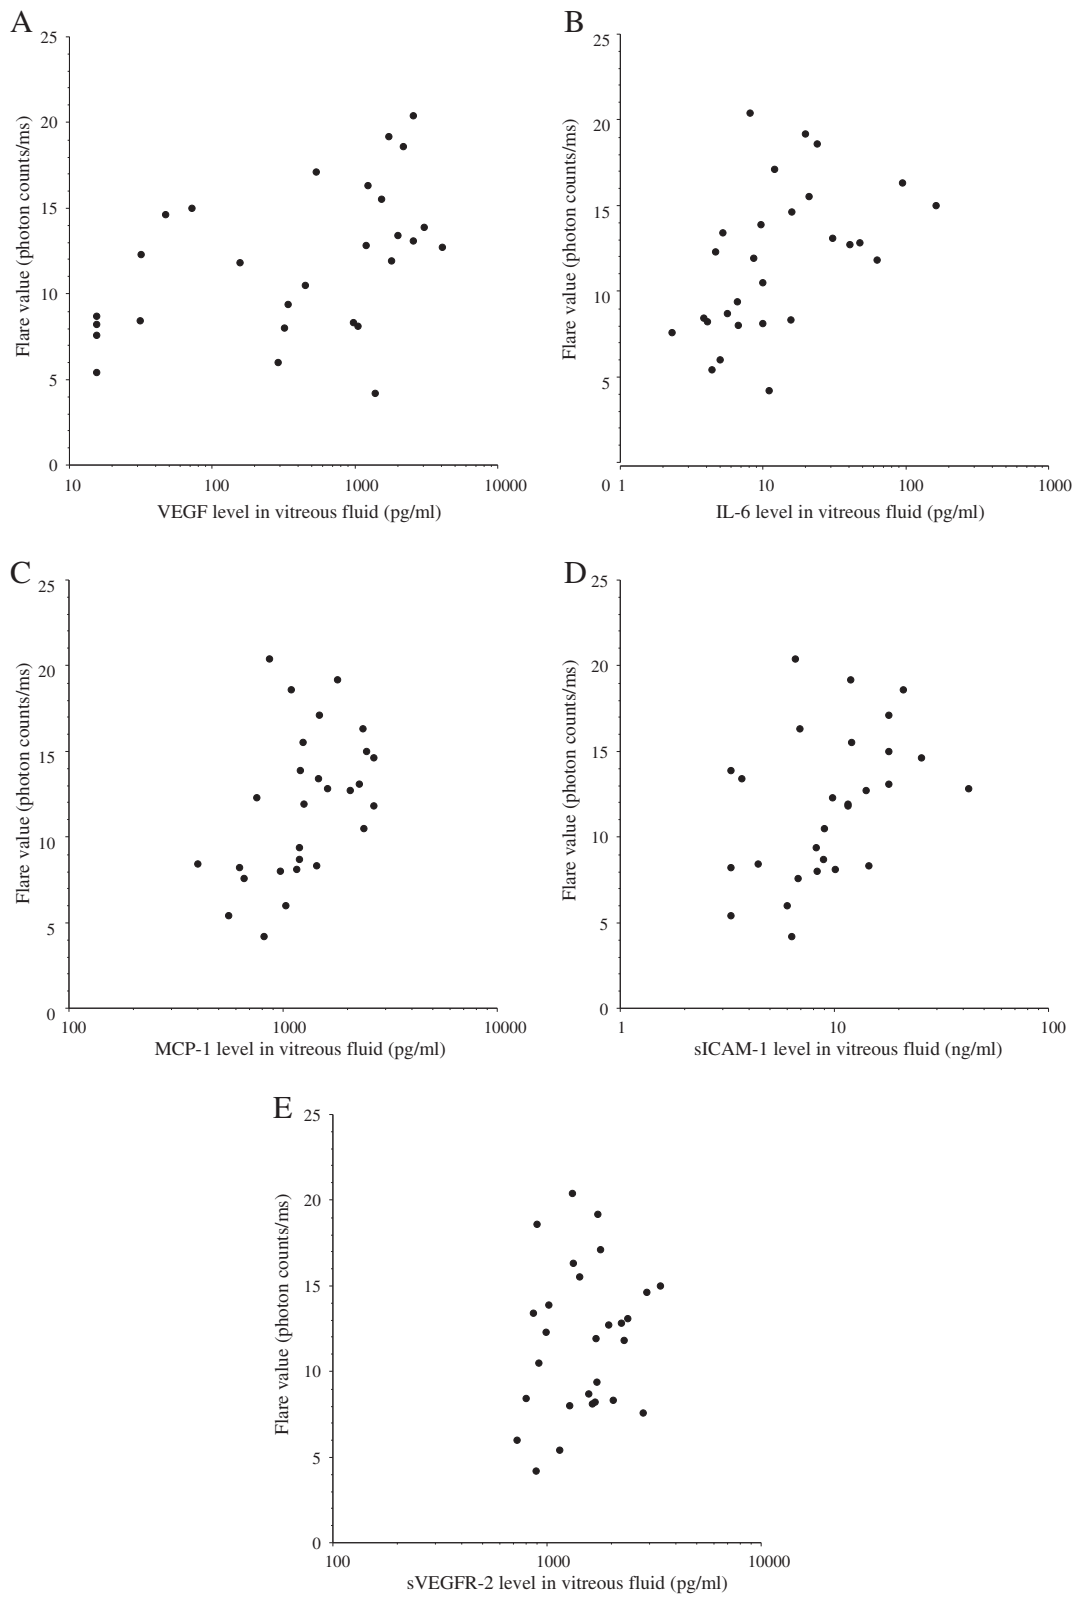 A
25
20
15
10
5
0
Flare value (photon counts/ms)
10 100 1000 10000
VEGF level in vitreous fluid (pg/ml)
B
25
20
15
10
5
Flare value (photon counts/ms)
0 1 10 100 1000
IL-6 level in vitreous fluid (pg/ml)
C
25
20
15
10
5
0
Flare value (photon counts/ms)
100 1000 10000
MCP-1 level in vitreous fluid (pg/ml)
D
25
20
15
10
5
0
Flare value (photon counts/ms)
1 10 100
sICAM-1 level in vitreous fluid (ng/ml)
E
25
20
15
10
5
0
Flare value (photon counts/ms)
100 1000 10000
sVEGFR-2 level in vitreous fluid (pg/ml)